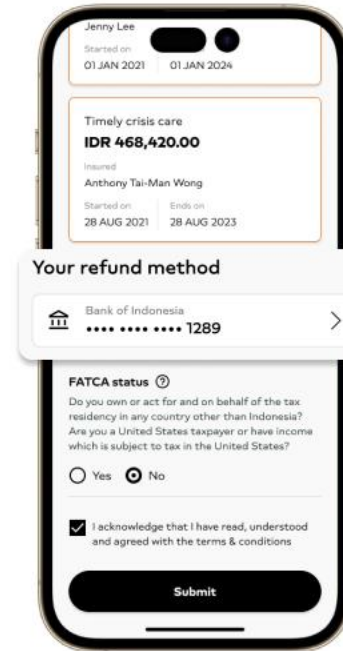 Jenny Lee
Started on
01 JAN 2021 01 JAN 2024
Timely crisis care
IDR 468,420.00
Insured
Anthony Tai-Man Wong
Started on Ends on
28 AUG 2021 28 AUG 2023
Your refund method
Bank of Indonesia
•••• •••• •••• 1289
FATCA status ?
Do you own or act for and on behalf of the tax
residency in any country other than Indonesia?
Are you a United States taxpayer or have income
which is subject to tax in the United States?
Yes No
I acknowledge that I have read, understood
and agreed with the terms & conditions
Submit